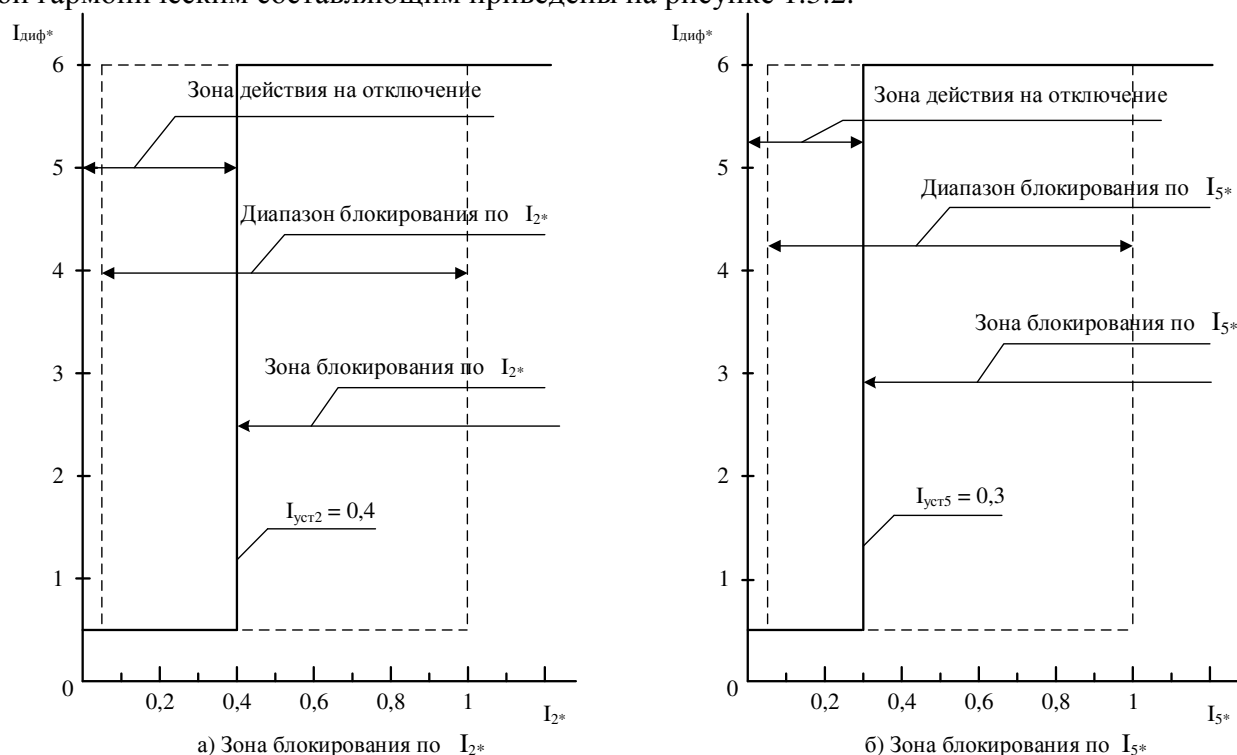 ой гармоническим составляющим приведены на рисунке 1.3.2.
Iдиф*
6
Зона действия на отключение
5
Диапазон блокирования по I2*
4
3
Зона блокирования по I2*
2
Iуст2 = 0,4
1
0
0,2
0,4
0,6
0,8
1
I2*
а) Зона блокирования по I2*
Iдиф*
6
Зона действия на отключение
5
Диапазон блокирования по I5*
4
Зона блокирования по I5*
3
2
Iуст5 = 0,3
1
0
0,2
0,4
0,6
0,8
1
I5*
б) Зона блокирования по I5*